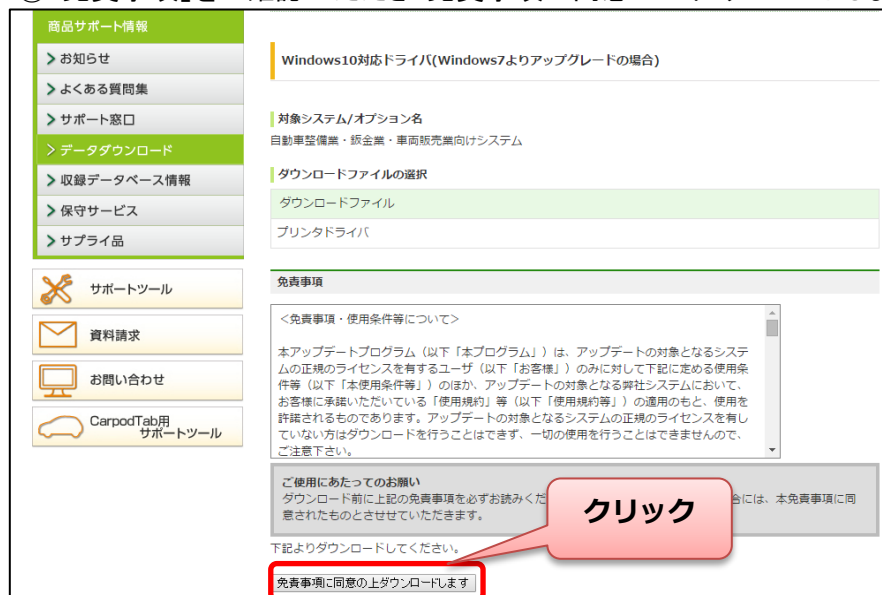 商品サポート情報
お知らせ
よくある質問集
サポート窓口
データダウンロード
収録データベース情報
保守サービス
サプライ品
サポートツール
資料請求
お問い合わせ
CarpodTab用
サポートツール
Windows10対応ドライバ(Windows7よりアップグレードの場合)
対象システム/オプション名
自動車整備業・鈑金業・車両販売業向けシステム
ダウンロードファイルの選択
ダウンロードファイル
プリンタドライバ
免責事項
＜免責事項・使用条件等について＞
本アップデートプログラム（以下「本プログラム」）は、アップデートの対象となるシステ
ムの正規のライセンスを有するユーザ（以下「お客様」）のみに対して下記に定める使用条
件等（以下「本使用条件等」）のほか、アップデートの対象となる弊社システムにおいて、
お客様に承諾いただいている「使用規約」等（以下「使用規約等」）の適用のもと、使用を
許諾されるものであります。アップデートの対象となるシステムの正規のライセンスを有し
ていない方はダウンロードを行うことはできず、一切の使用を行うことはできませんので、
ご注意下さい。
ご使用にあたってのお願い
ダウンロード前に上記の免責事項を必ずお読みくだ 合には、本免責事項に同
意されたものとさせせていただきます。
クリック
下記よりダウンロードしてください。
免責事項に同意の上ダウンロードします